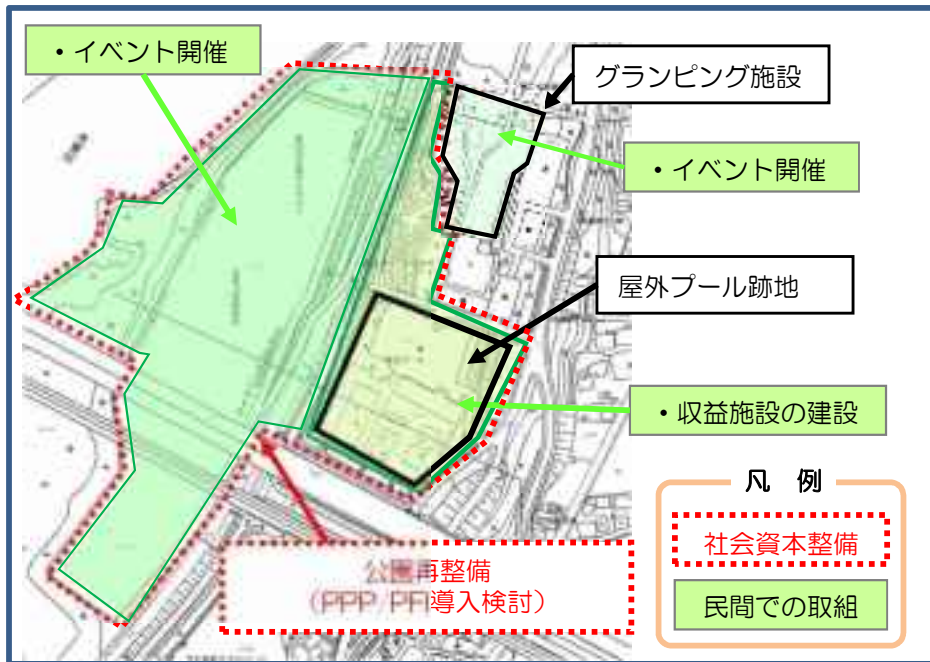 ・イベント開催
グランピング施設
・イベント開催
屋外プール跡地
・収益施設の建設
公園再整備
(PPP/PFI導入検討)
凡 例
社会資本整備
民間での取組